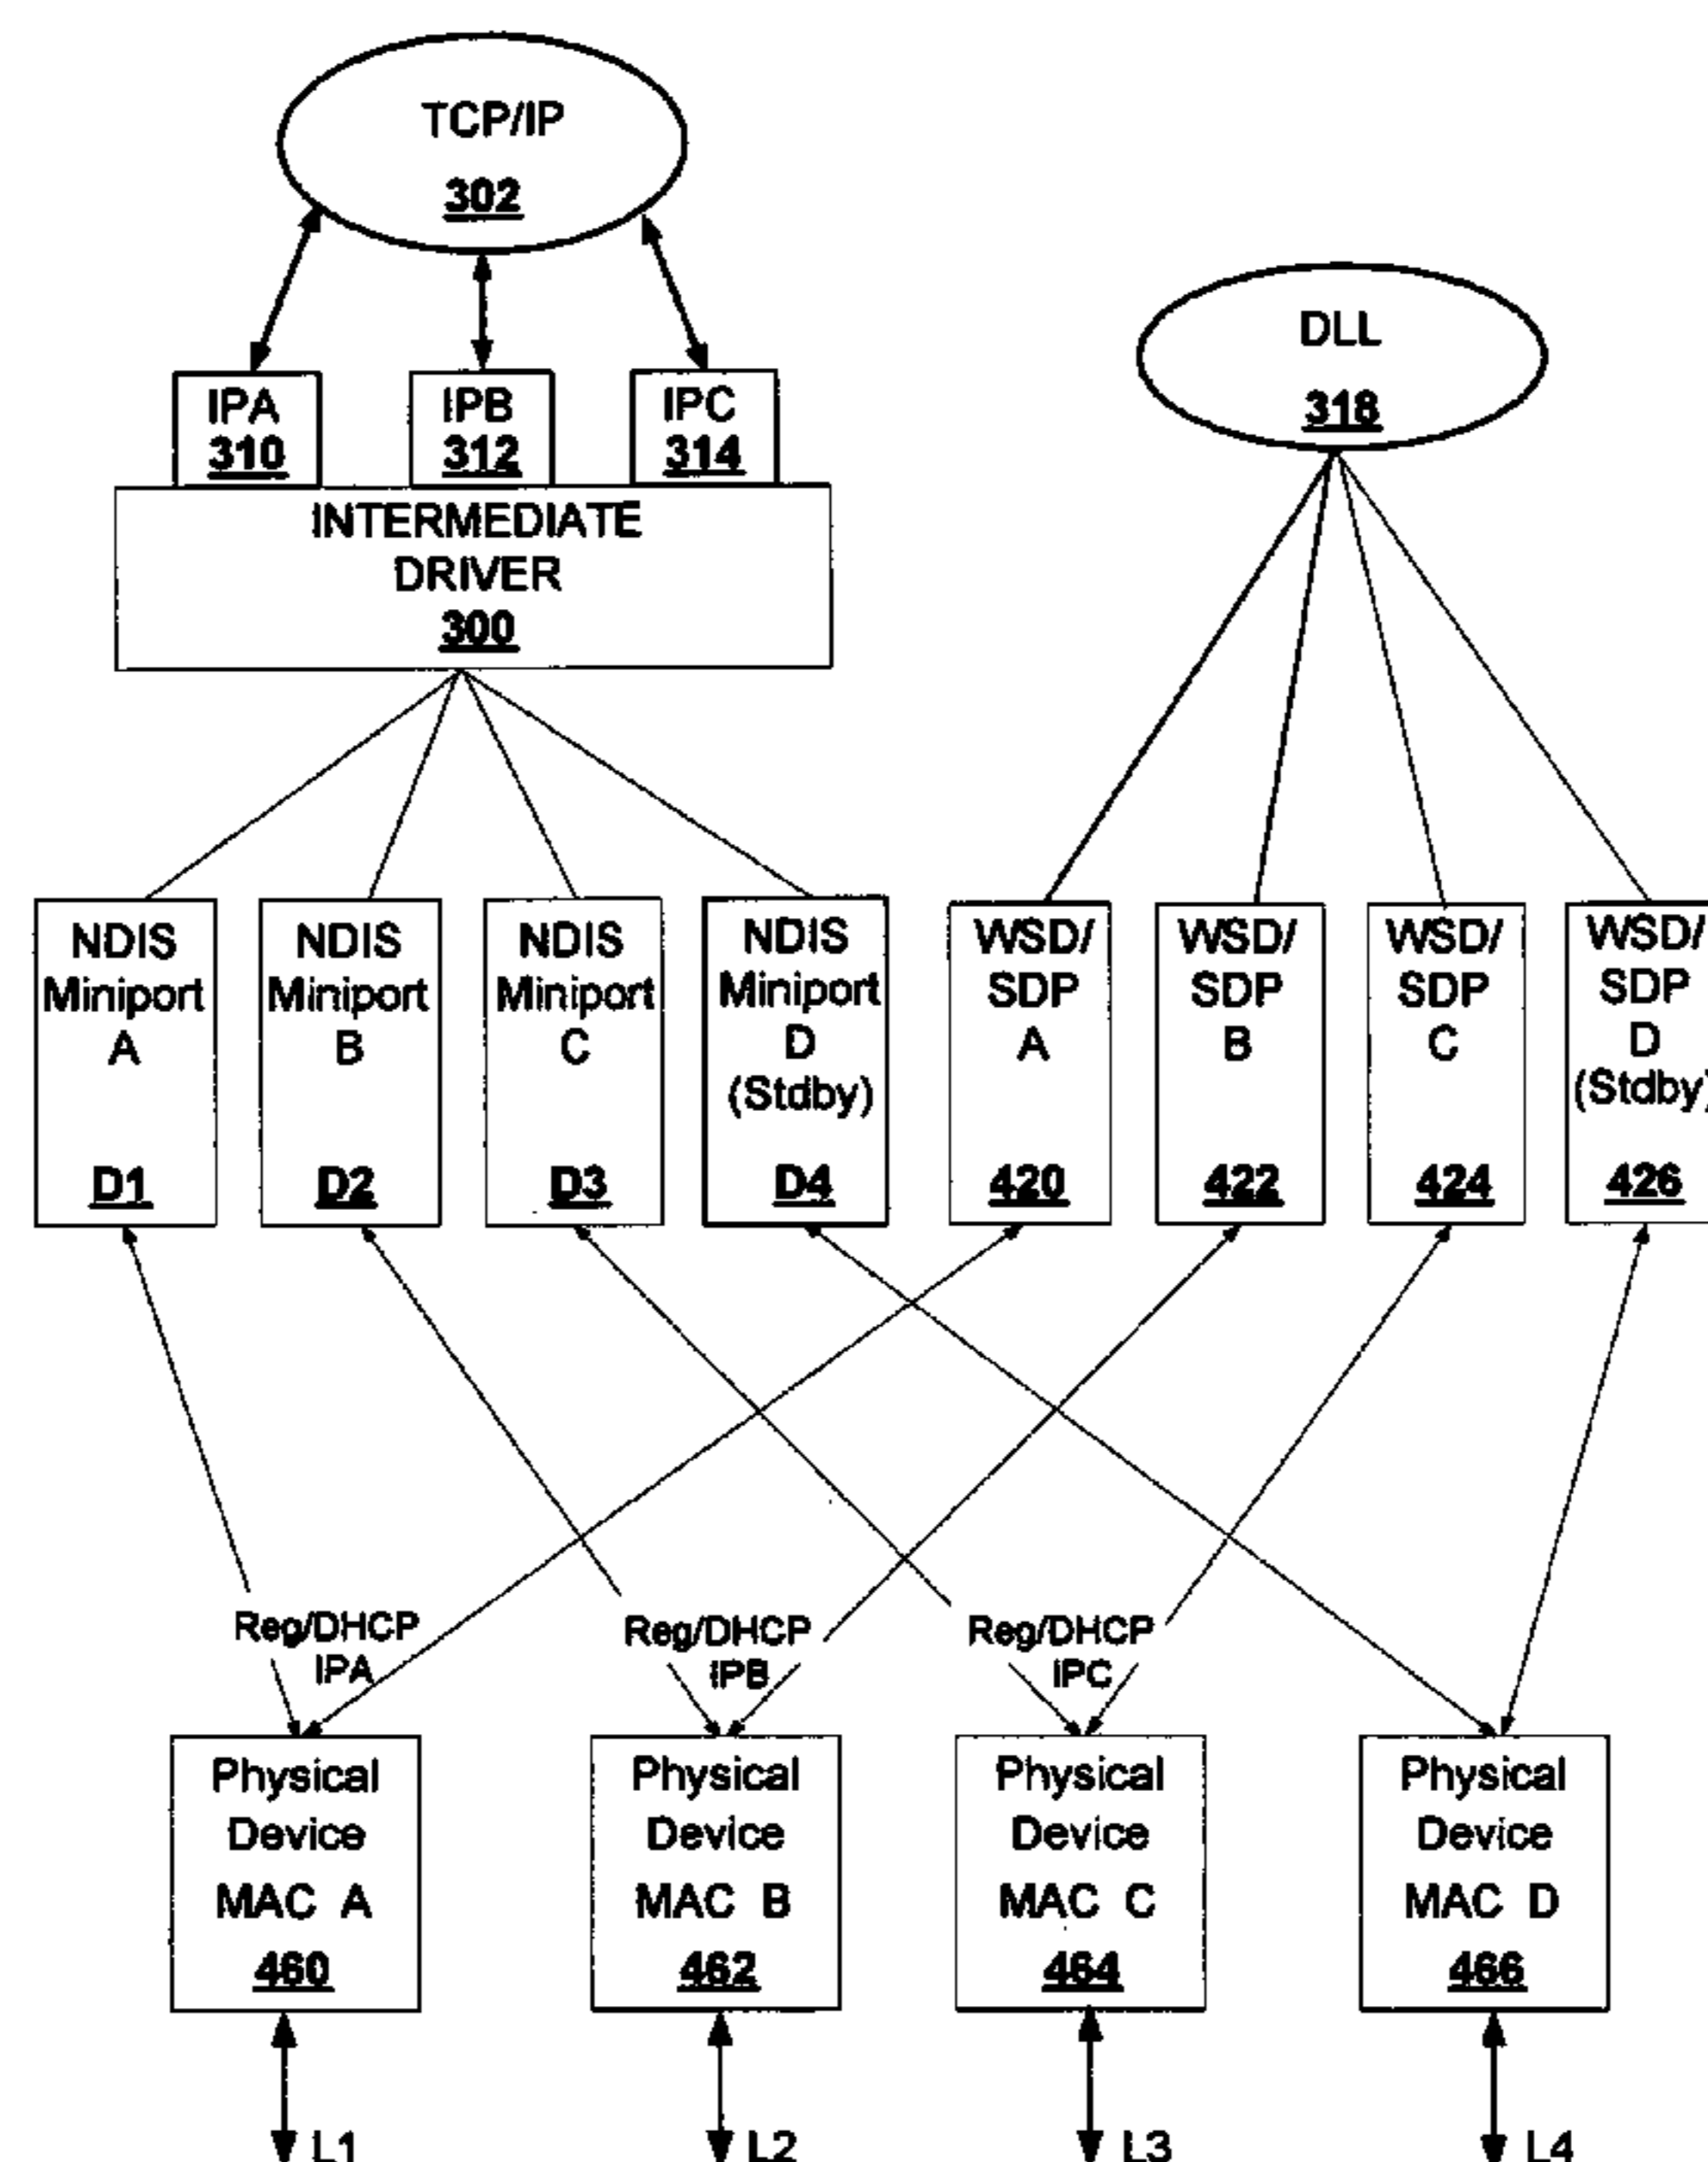 TCP/IP
302
DLL
318
IPA
310
IPB
312
IPC
314
INTERMEDIATE
DRIVER
300
NDIS
Miniport
A
D1
NDIS
Miniport
B
D2
NDIS
Miniport
C
D3
NDIS
Miniport
D
(Stdby)
D4
WSD/
SDP
A
420
WSD/
SDP
B
422
WSD/
SDP
C
424
WSD/
SDP
D
(Stdby)
426
Reg/DHCP
IPA
Reg/DHCP
IPB
Reg/DHCP
IPC
Physical
Device
MAC A
460
Physical
Device
MAC B
462
Physical
Device
MAC C
464
Physical
Device
MAC D
466
L1
L2
L3
L4